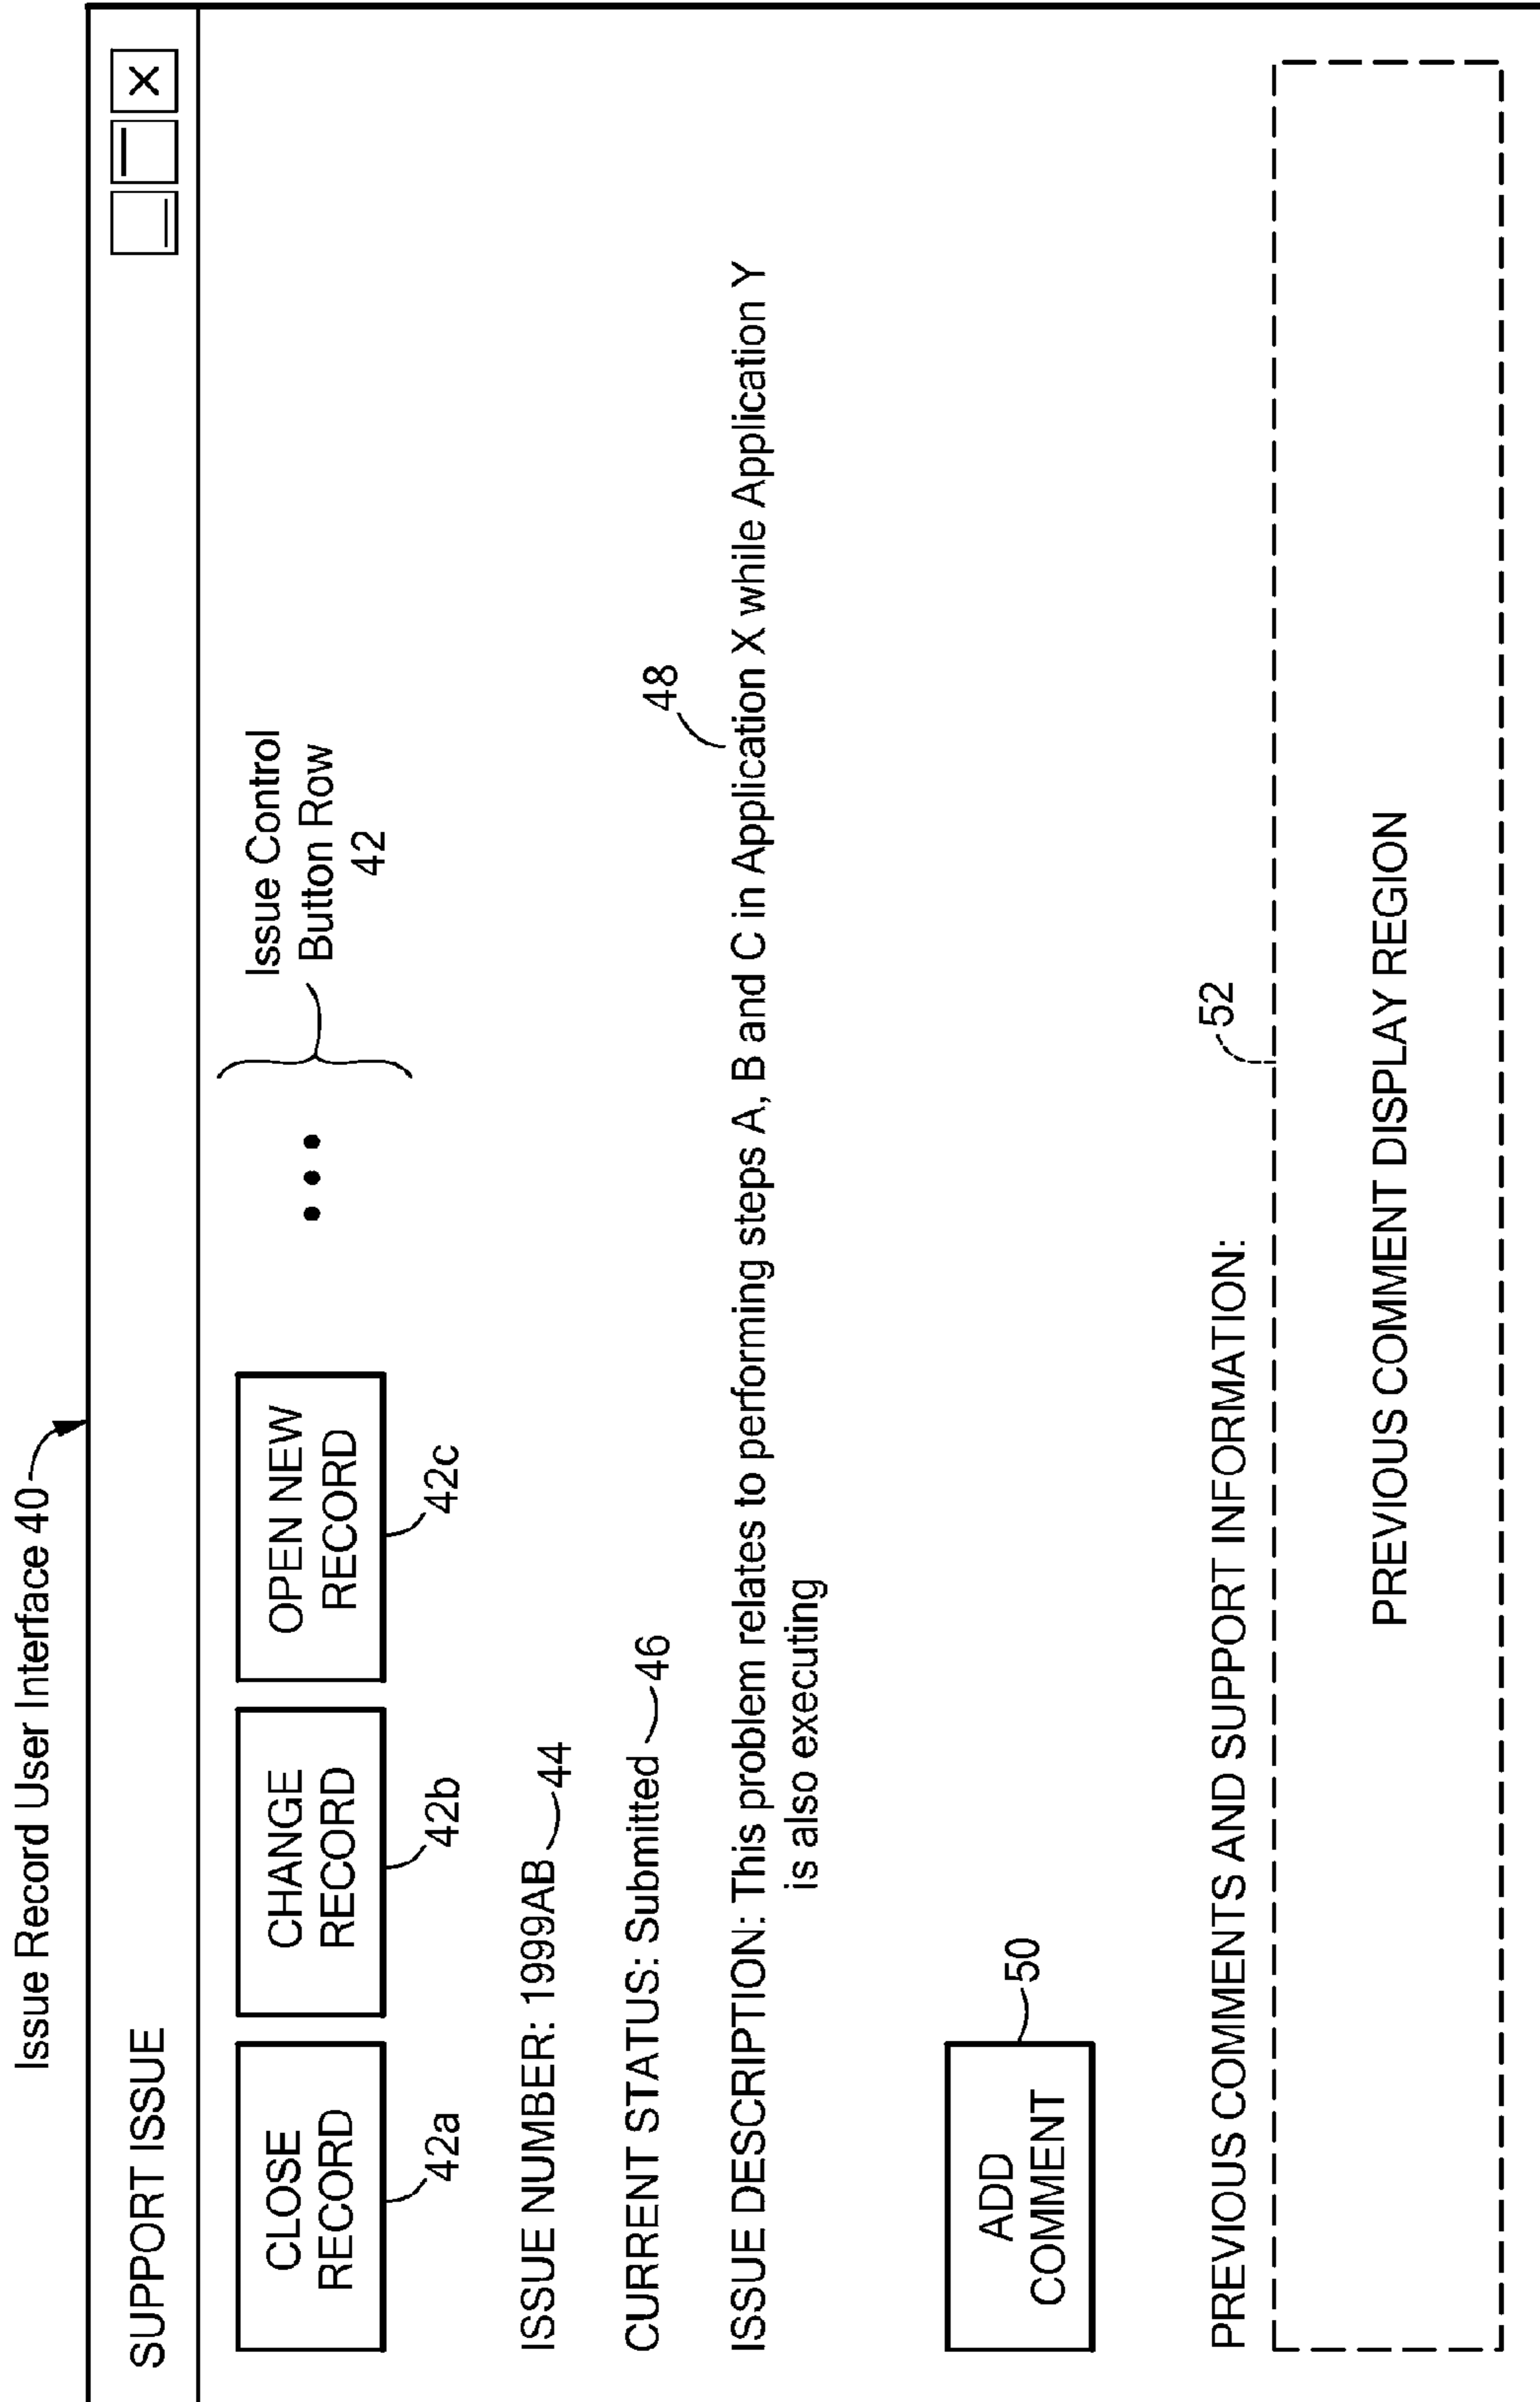 Issue Record User Interface 40
SUPPORT ISSUE
X
CLOSE
RECORD
42a
CHANGE
RECORD
42b
OPEN NEW
RECORD
42c
Issue Control
Button Row
42
ISSUE NUMBER: 1999AB 44
CURRENT STATUS: Submitted 46
48
ISSUE DESCRIPTION: This problem relates to performing steps A, B and C in Application X while Application Y
is also executing
ADD
COMMENT
50
PREVIOUS COMMENTS AND SUPPORT INFORMATION:
52
PREVIOUS COMMENT DISPLAY REGION